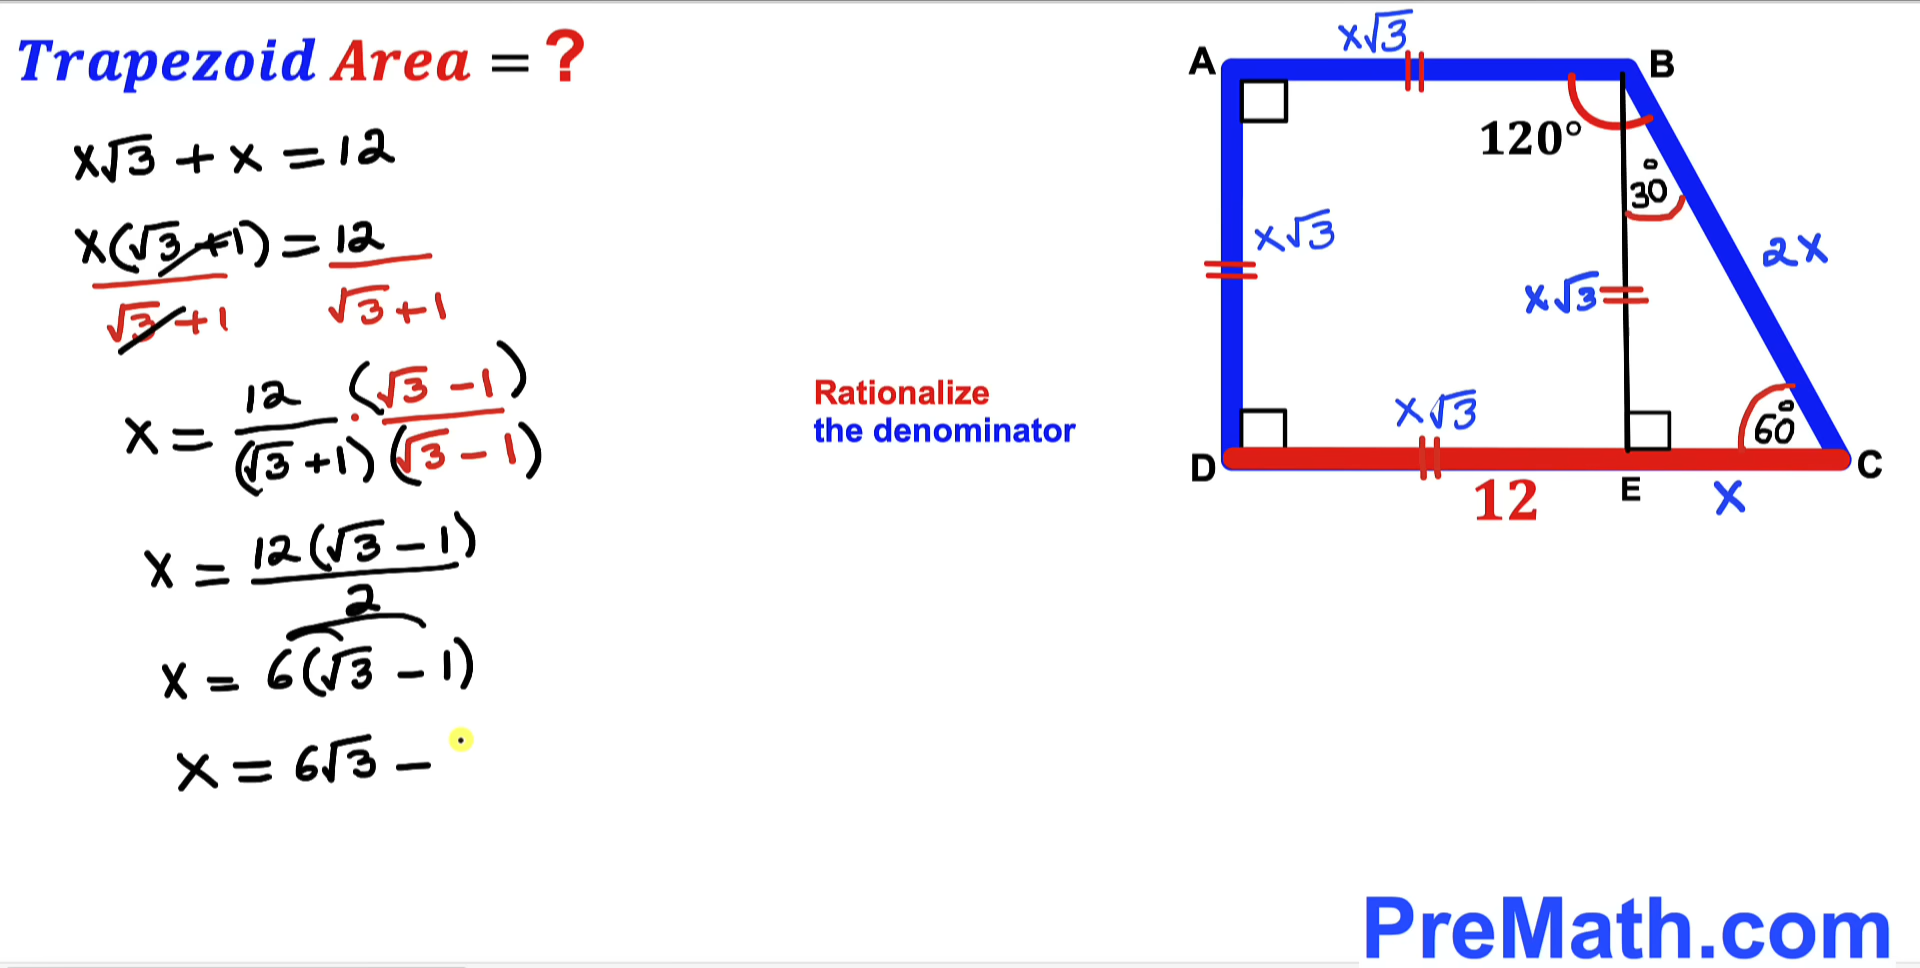 Trapezoid Area = ?
x√3 + x = 12
x(√3+1) = 12
√3+1 √3+1
x = 12 . (√3 -1)
(√3 +1) (√3 -1)
x = 12(√3 - 1)
2
x = 6(√3 - 1)
x = 6√3 -
Rationalize
the denominator
x√3
A
B
120°
30°
x√3
2x
x√3
x√3
60°
D
12
E
x
C
PreMath.com